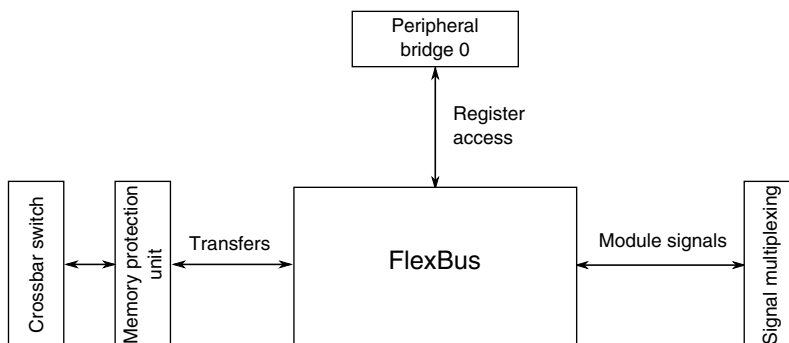 Peripheral
bridge 0
Register
access
Crossbar switch
Memory protection
unit
Transfers
FlexBus
Module signals
Signal multiplexing